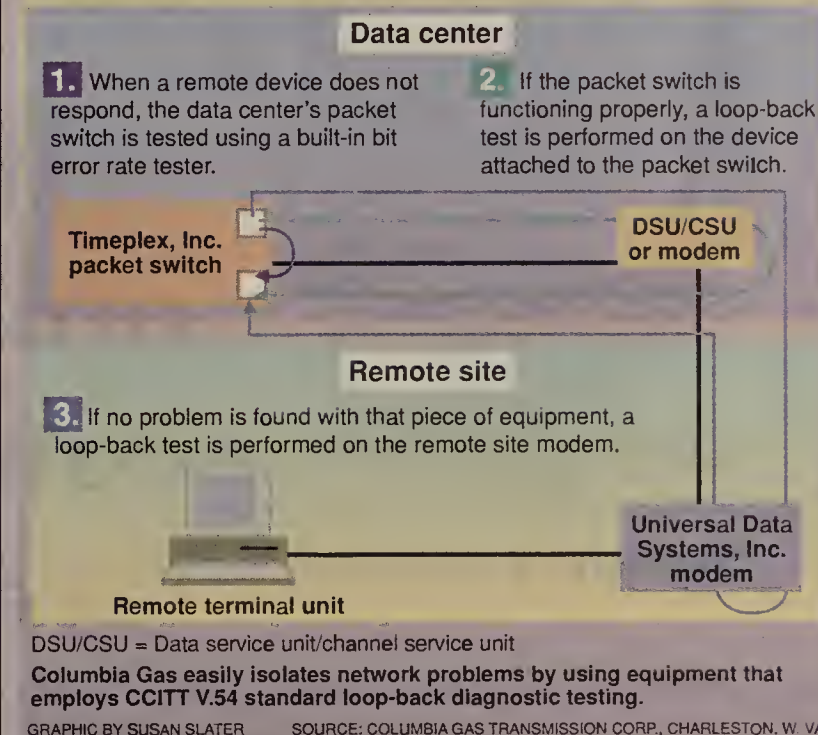 Data center
1. When a remote device does not
respond, the data center's packet
switch is tested using a built-in bit
error rate tester.
2. If the packet switch is
functioning properly, a loop-back
test is performed on the device
attached to the packet switch.
Timeplex, Inc.
packet switch
DSU/CSU
or modem
Remote site
3. If no problem is found with that piece of equipment, a
loop-back test is performed on the remote site modem.
Universal Data
Systems, Inc.
modem
Remote terminal unit
DSU/CSU = Data service unit/channel service unit
Columbia Gas easily isolates network problems by using equipment that
employs CCITT V.54 standard loop-back diagnostic testing.
GRAPHIC BY SUSAN SLATER SOURCE: COLUMBIA GAS TRANSMISSION CORP., CHARLESTON, W. VA